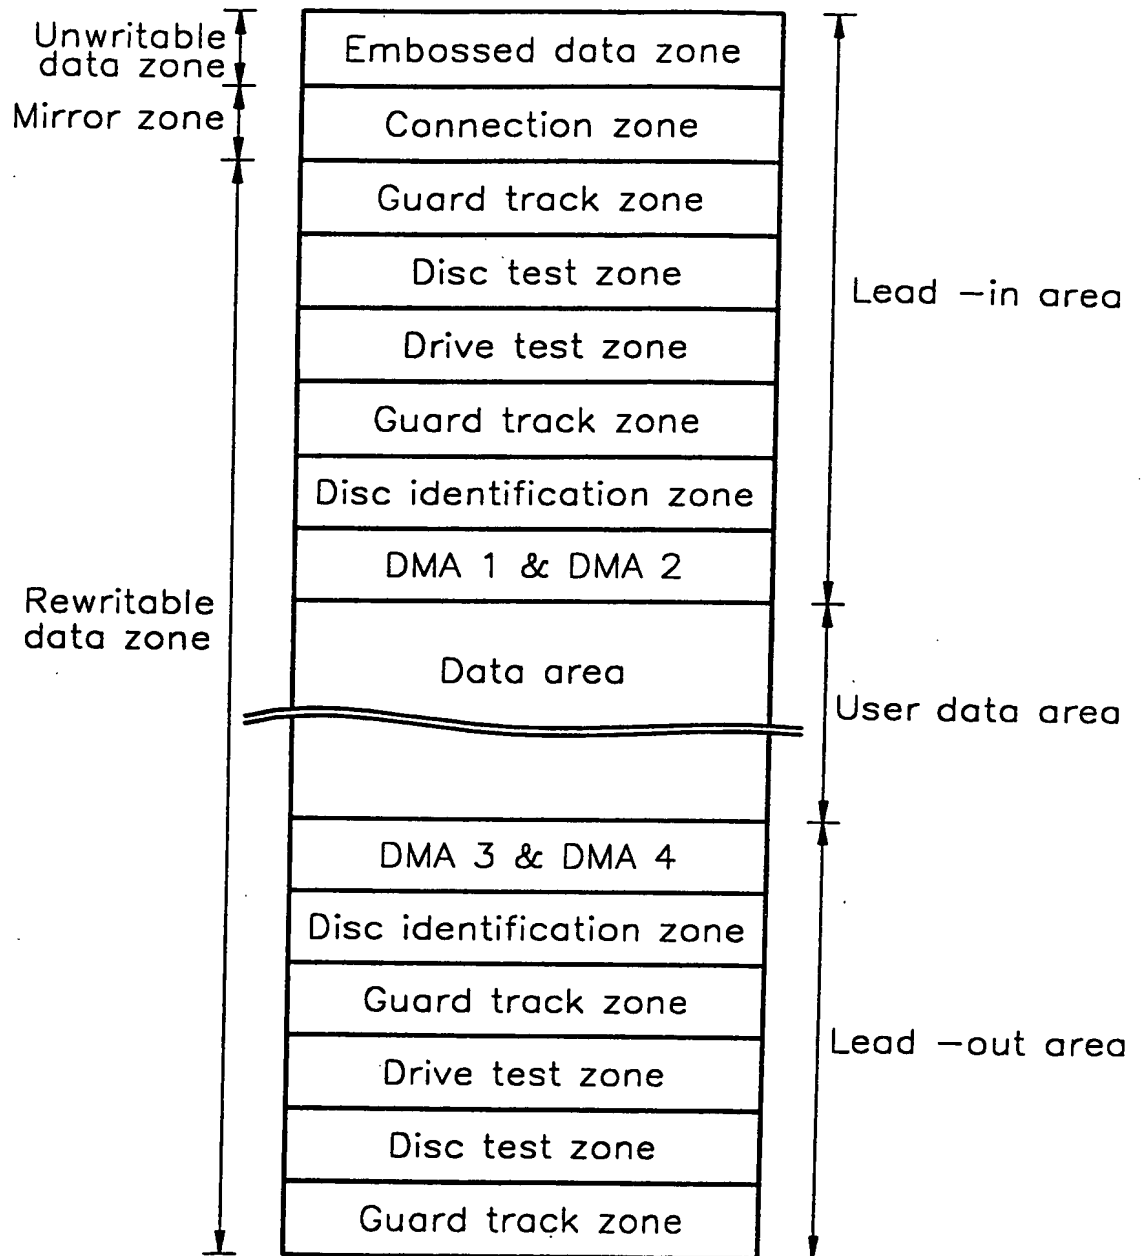 Unwritable
data zone
Mirror zone
Rewritable
data zone
Embossed data zone
Connection zone
Guard track zone
Disc test zone
Drive test zone
Guard track zone
Disc identification zone
DMA 1 & DMA 2
Data area
DMA 3 & DMA 4
Disc identification zone
Guard track zone
Drive test zone
Disc test zone
Guard track zone
Lead -in area
User data area
Lead -out area